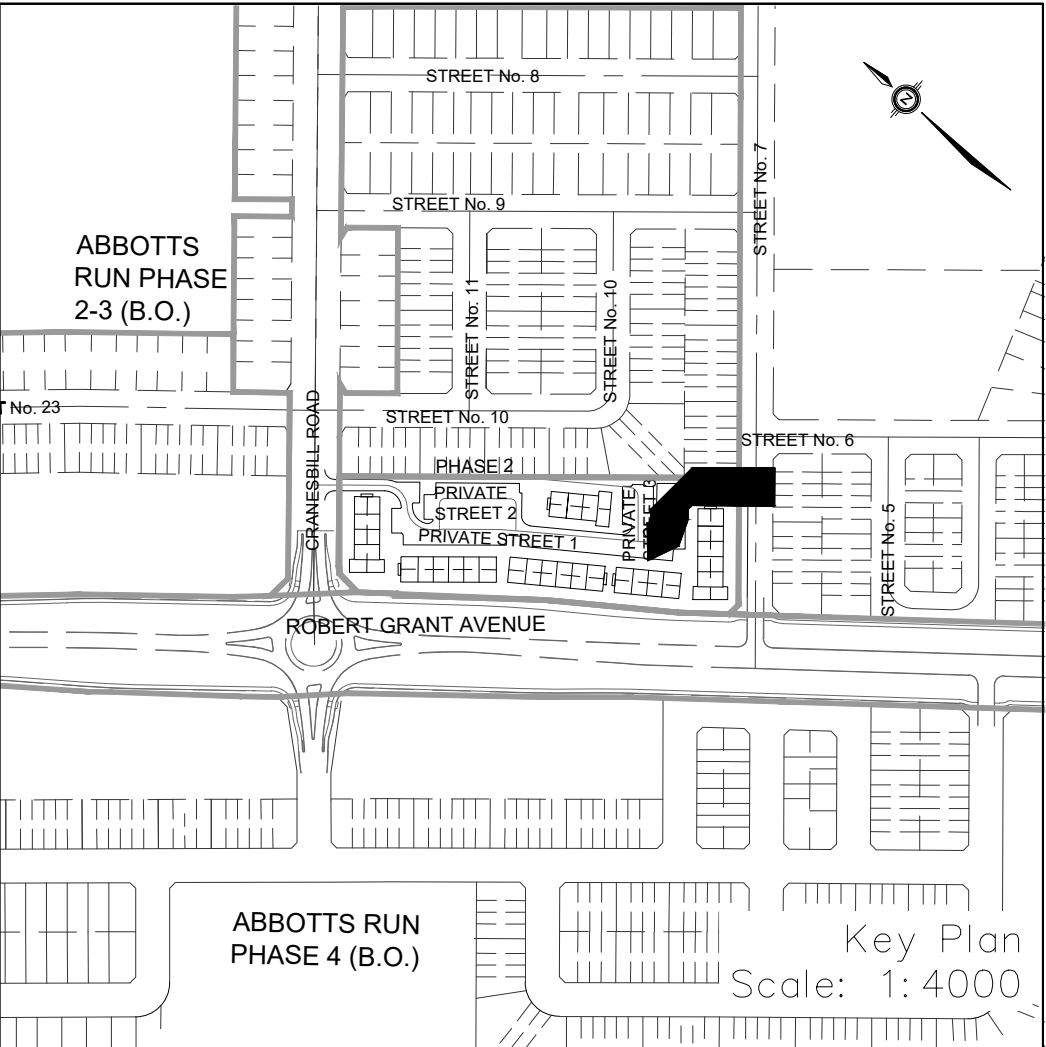 STREET No. 8
STREET No. 7
STREET No. 9
ABBOTTS
RUN PHASE
2-3 (B.O.)
STREET No. 11
STREET No. 10
CRANESBILL ROAD
T No. 23
STREET No. 10
STREET No. 6
PHASE 2
PRIVATE
STREET 2
PRIVATE STREET 1
PRIVATE
STREET 3
STREET No. 5
ROBERT GRANT AVENUE
ABBOTTS RUN
PHASE 4 (B.O.)
Key Plan
Scale: 1:4000
N